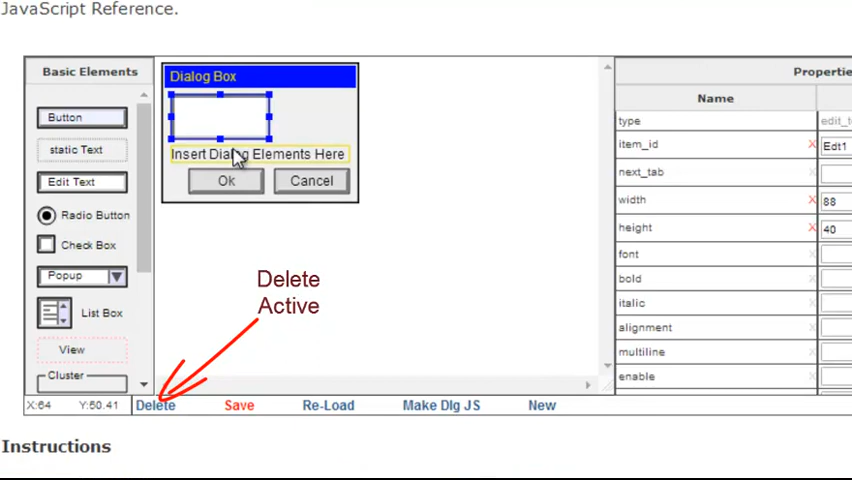 JavaScript Reference.
Basic Elements
Button
static Text
Edit Text
Radio Button
Check Box
Popup
List Box
View
Cluster
Dialog Box
Insert Dialog Elements Here
Ok
Cancel
Delete
Active
Name
type
item_id
Edt1
next_tab
width
88
height
40
font
bold
italic
alignment
multiline
enable
X:64
Y:50.41
Delete
Save
Re-Load
Make Dlg JS
New
Instructions